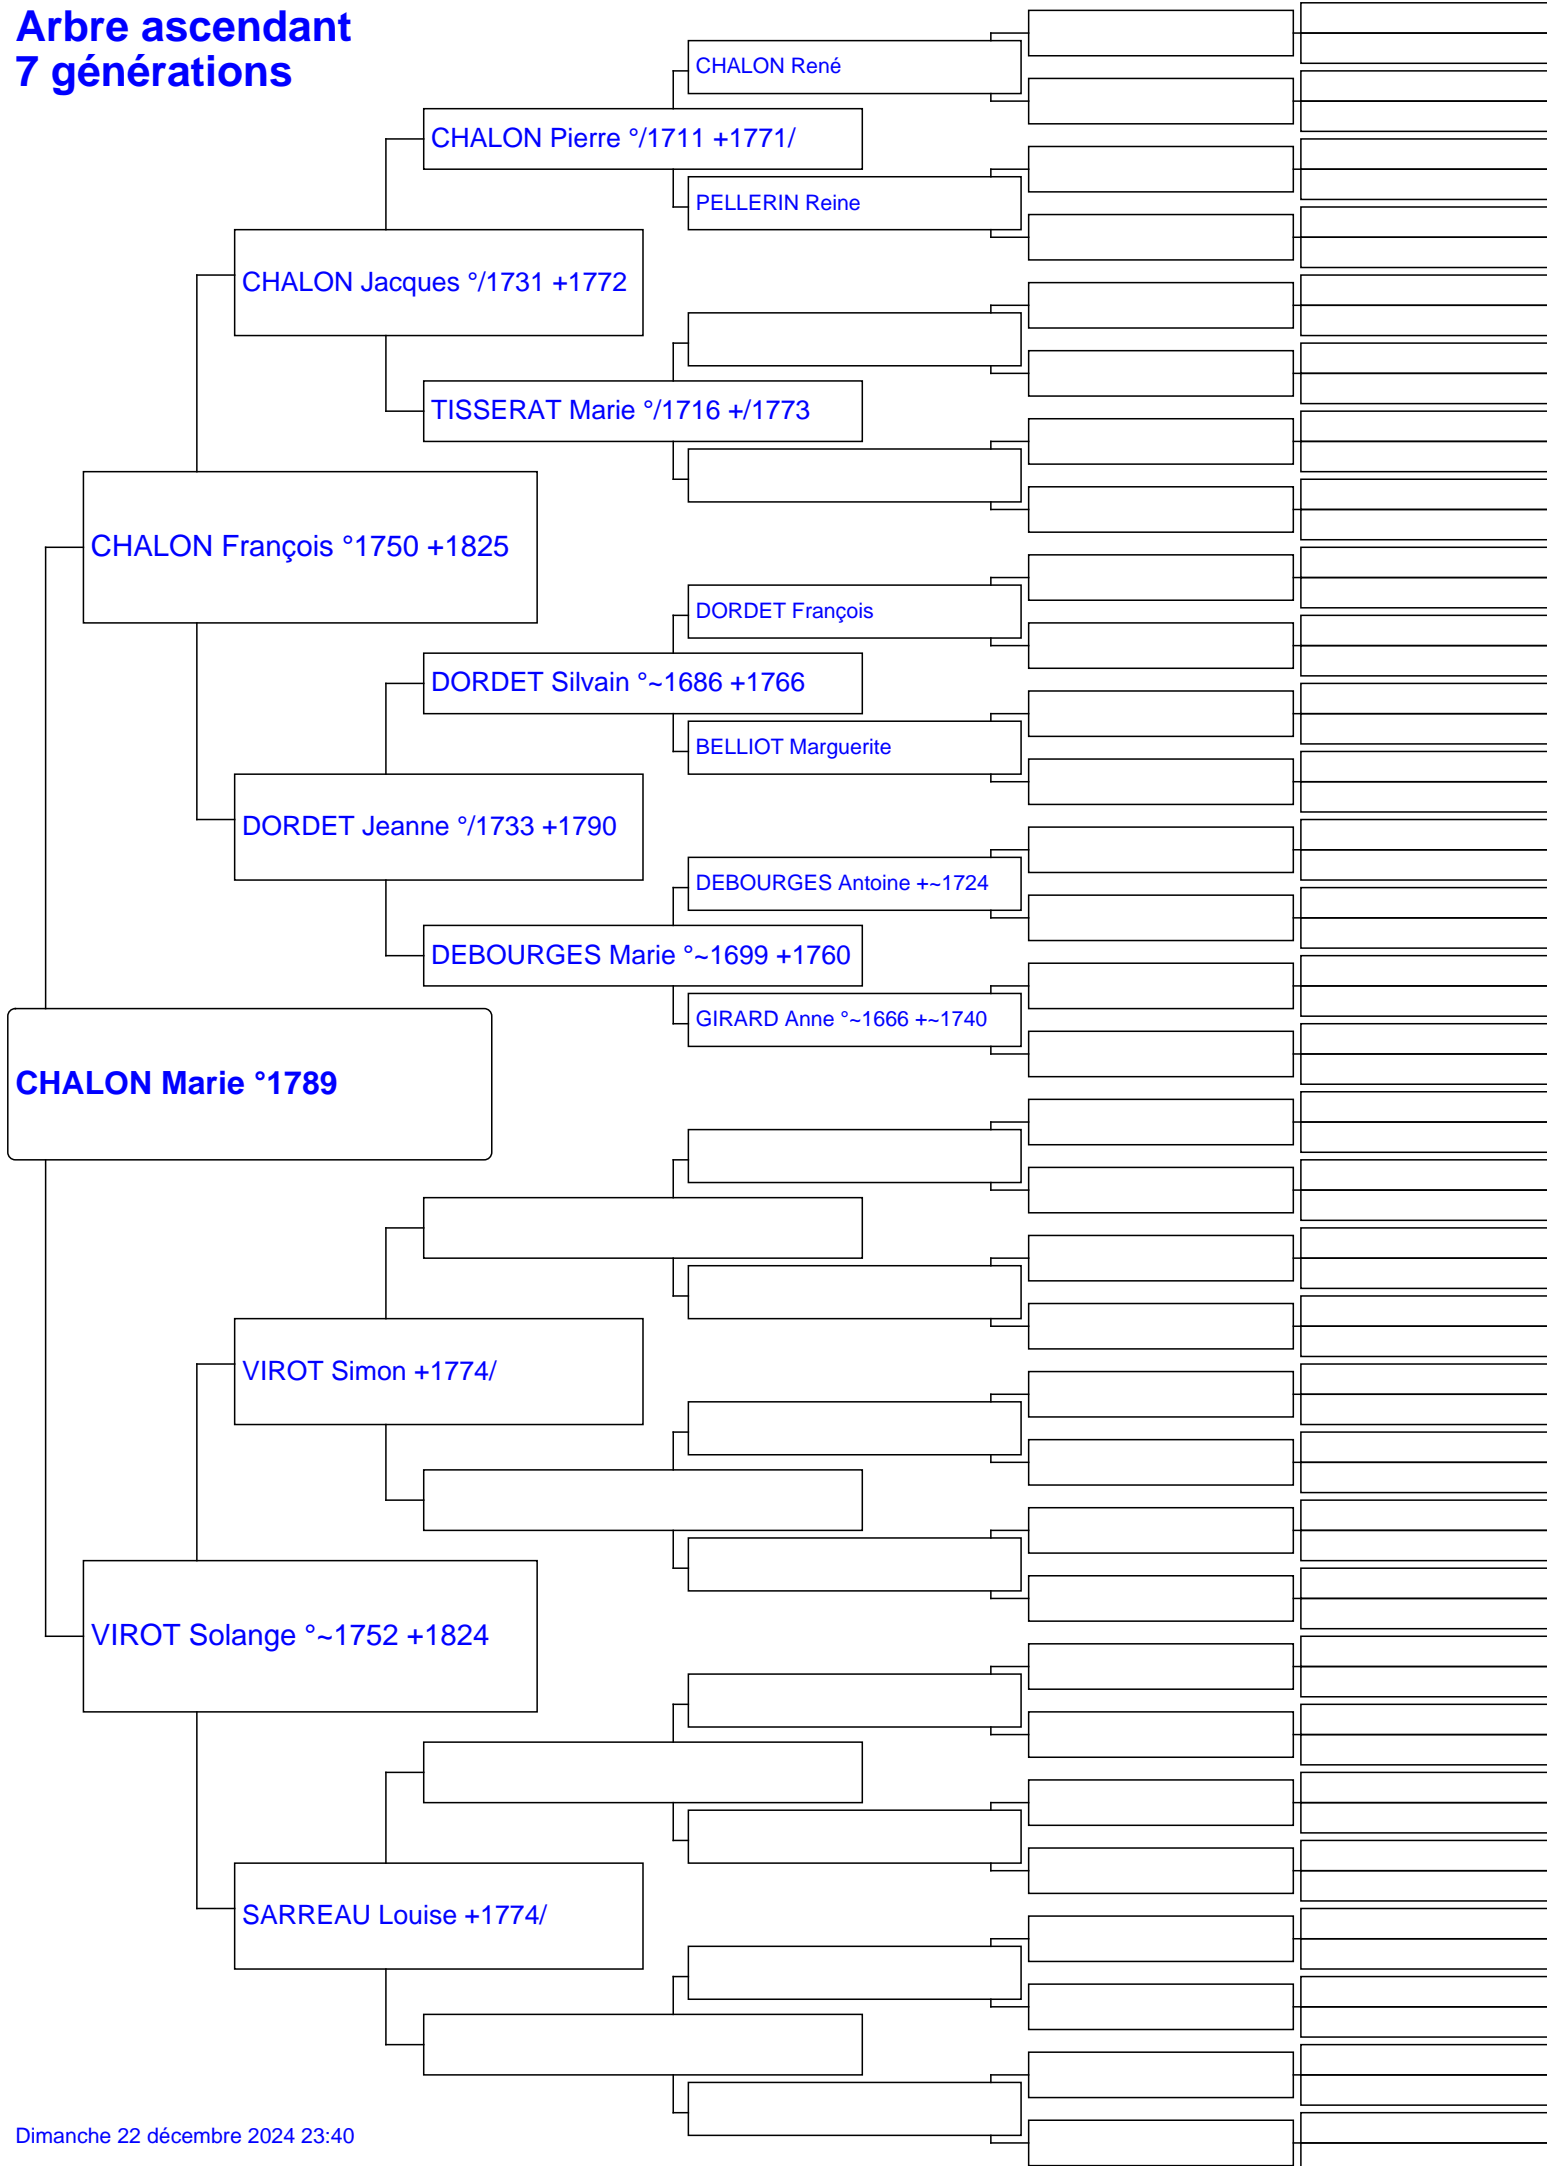 Arbre ascendant
7 générations
CHALON René
CHALON Pierre °/1711 +1771/
PELLERIN Reine
CHALON Jacques °/1731 +1772
TISSERAT Marie °/1716 +/1773
CHALON François °1750 +1825
DORDET François
DORDET Silvain °~1686 +1766
BELLIOT Marguerite
DORDET Jeanne °/1733 +1790
DEBOURGES Antoine +~1724
DEBOURGES Marie °~1699 +1760
GIRARD Anne °~1666 +~1740
CHALON Marie °1789
VIROT Simon +1774/
VIROT Solange °~1752 +1824
SARREAU Louise +1774/
Dimanche 22 décembre 2024 23:40